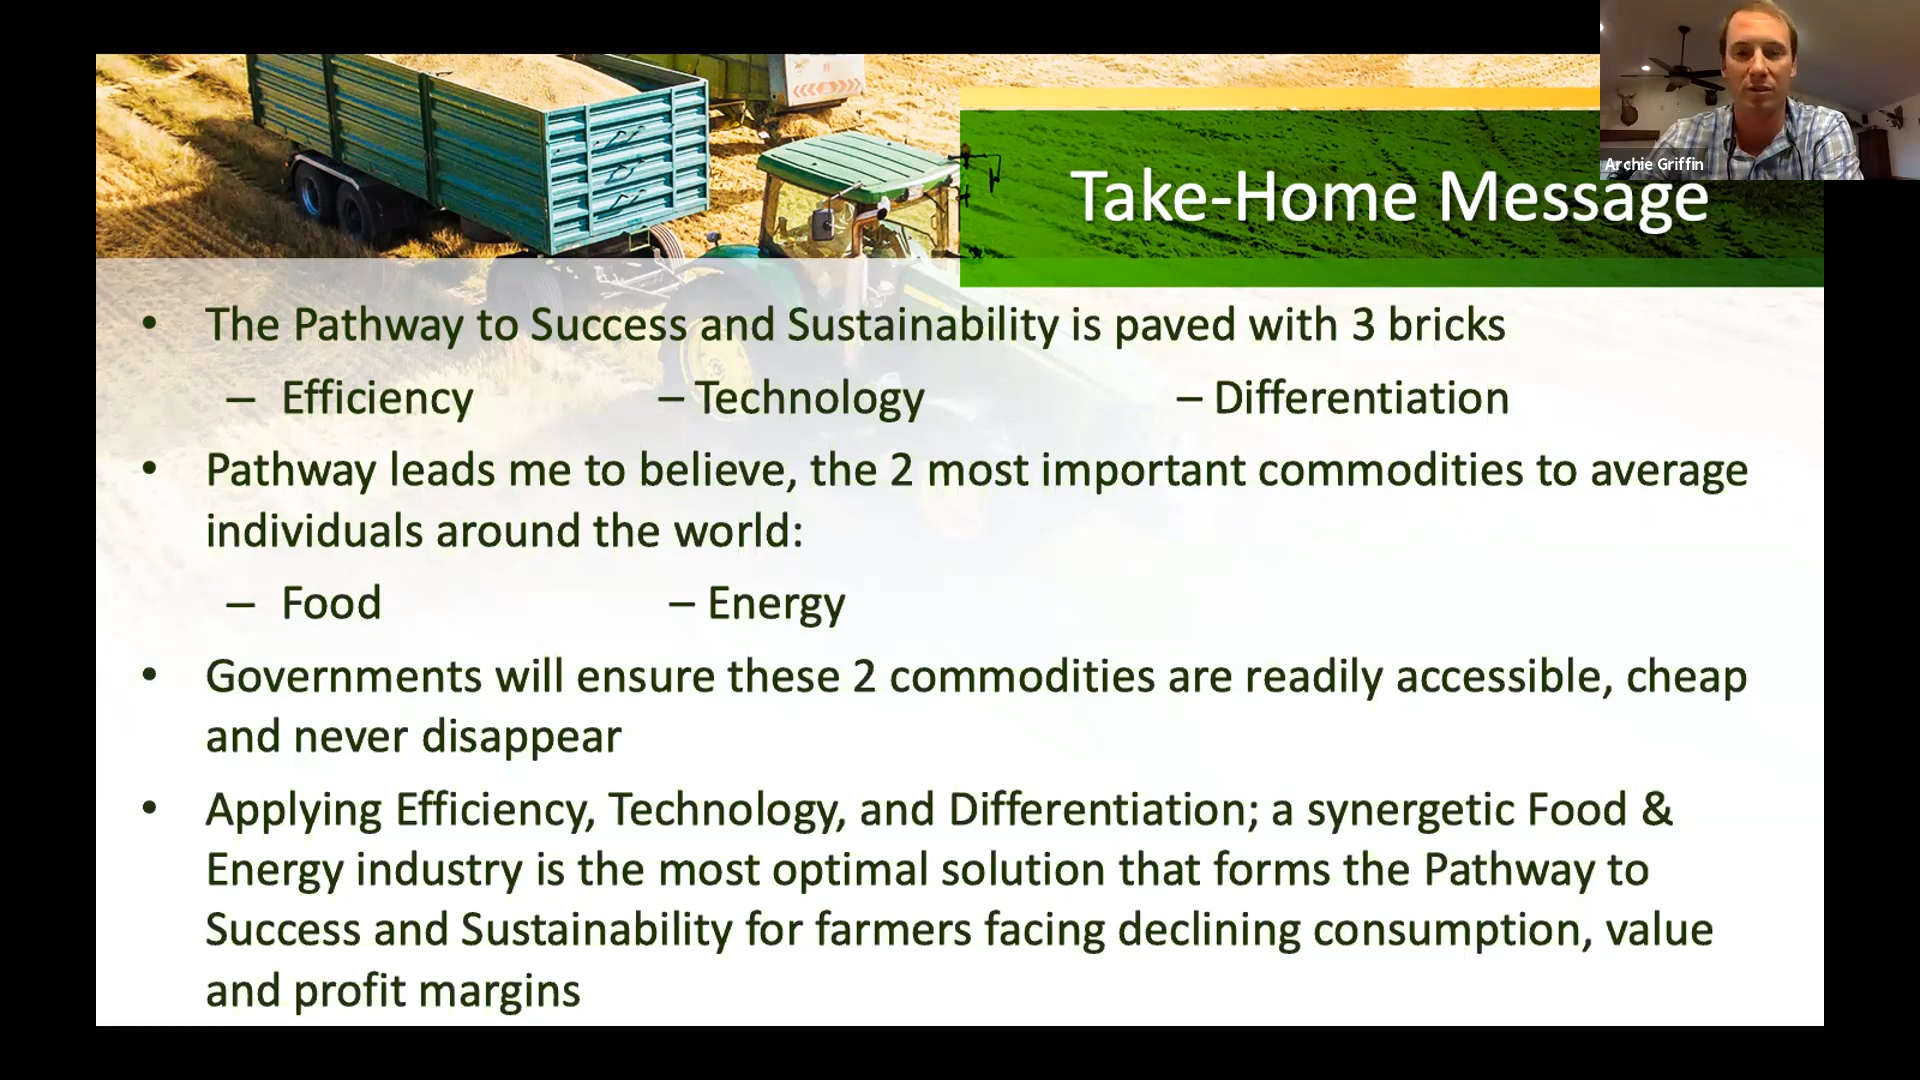 Archie Griffin
Take-Home Message
• The Pathway to Success and Sustainability is paved with 3 bricks
– Efficiency – Technology – Differentiation
• Pathway leads me to believe, the 2 most important commodities to average
individuals around the world:
– Food – Energy
• Governments will ensure these 2 commodities are readily accessible, cheap
and never disappear
• Applying Efficiency, Technology, and Differentiation; a synergetic Food &
Energy industry is the most optimal solution that forms the Pathway to
Success and Sustainability for farmers facing declining consumption, value
and profit margins